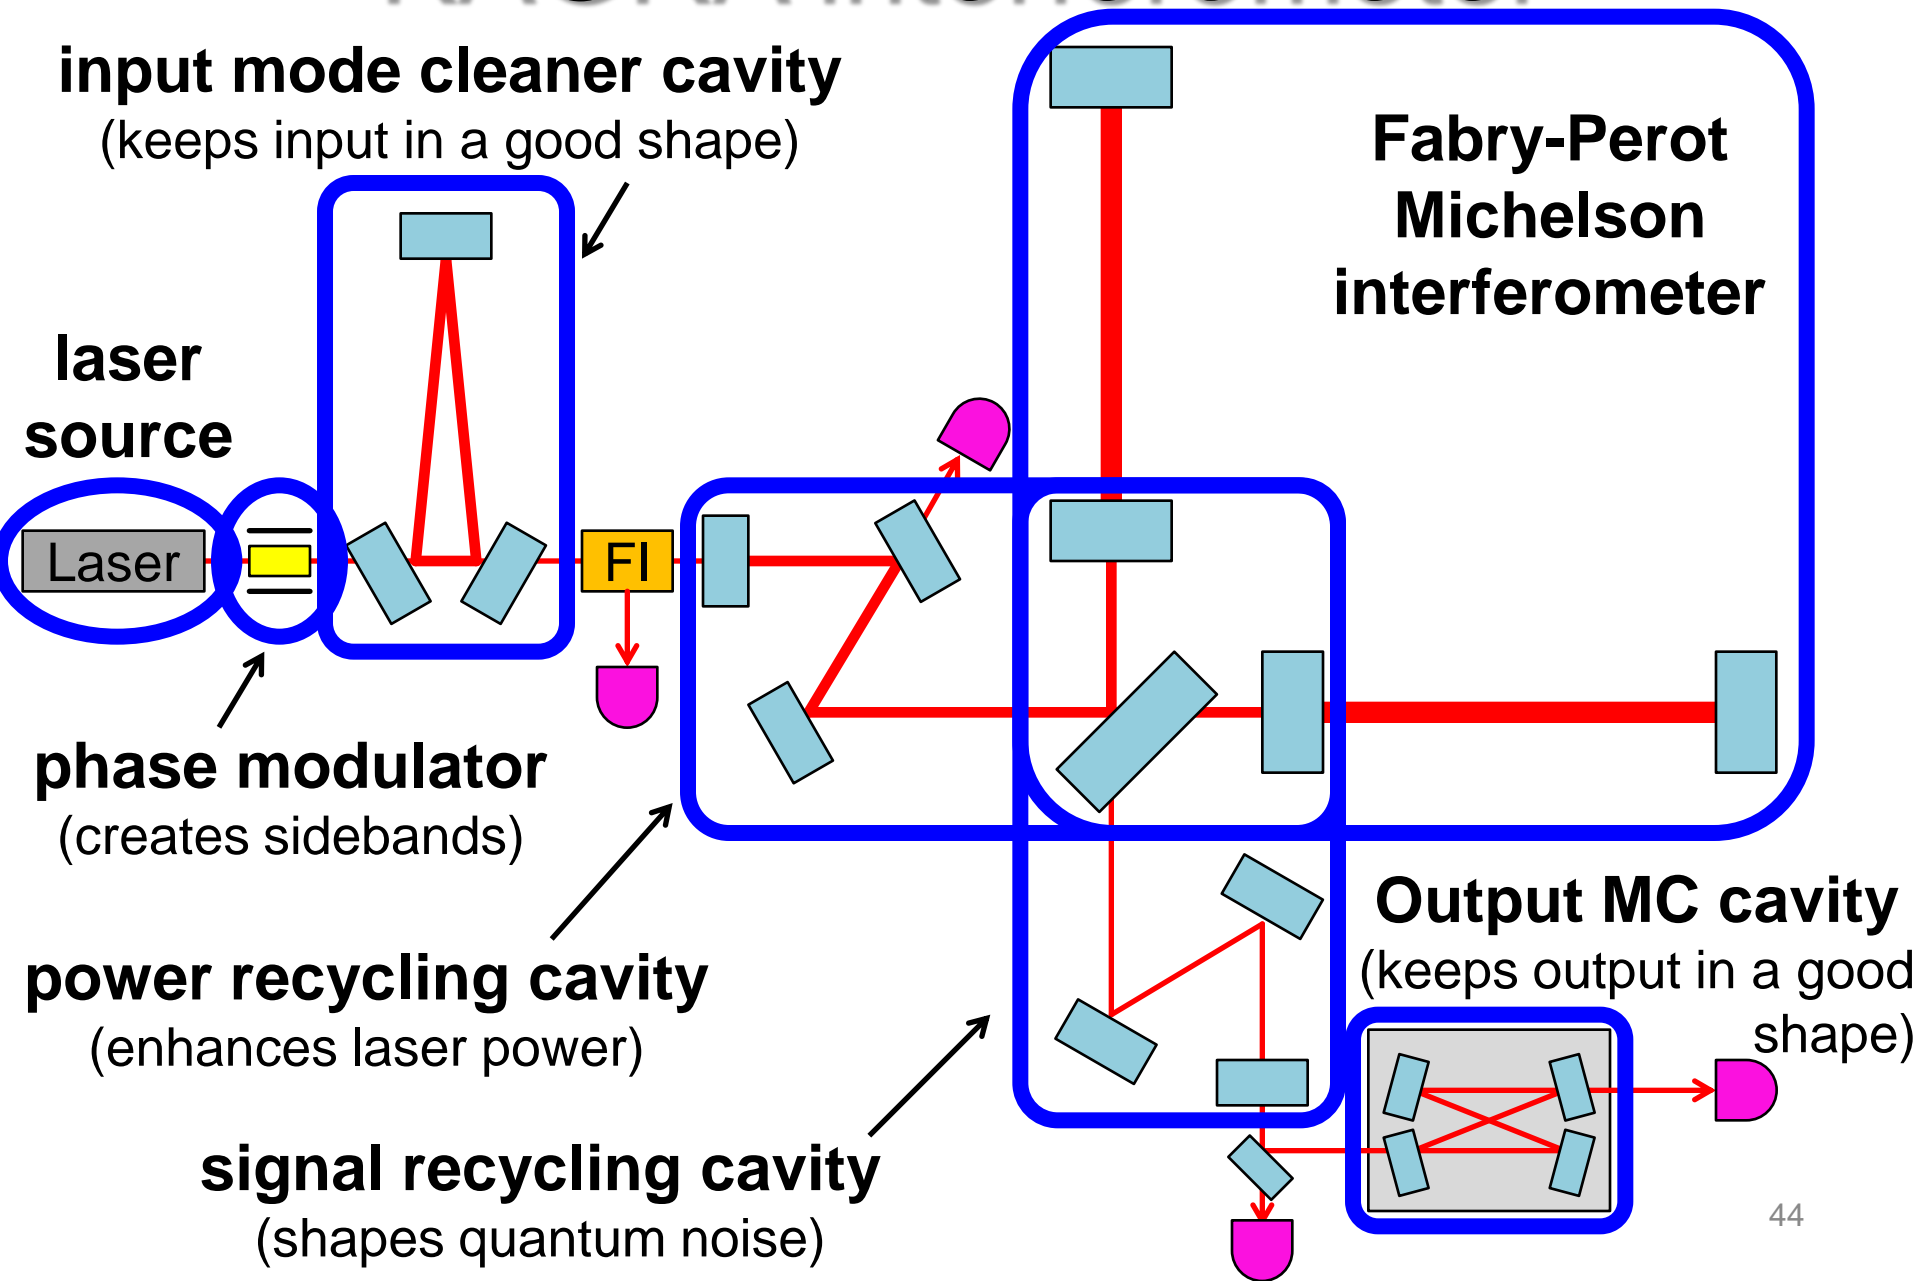 KAGRA interferometer
input mode cleaner cavity
(keeps input in a good shape)
Fabry-Perot
Michelson
interferometer
laser
source
Laser
FI
phase modulator
(creates sidebands)
Output MC cavity
(keeps output in a good
shape)
power recycling cavity
(enhances laser power)
signal recycling cavity
(shapes quantum noise)
44